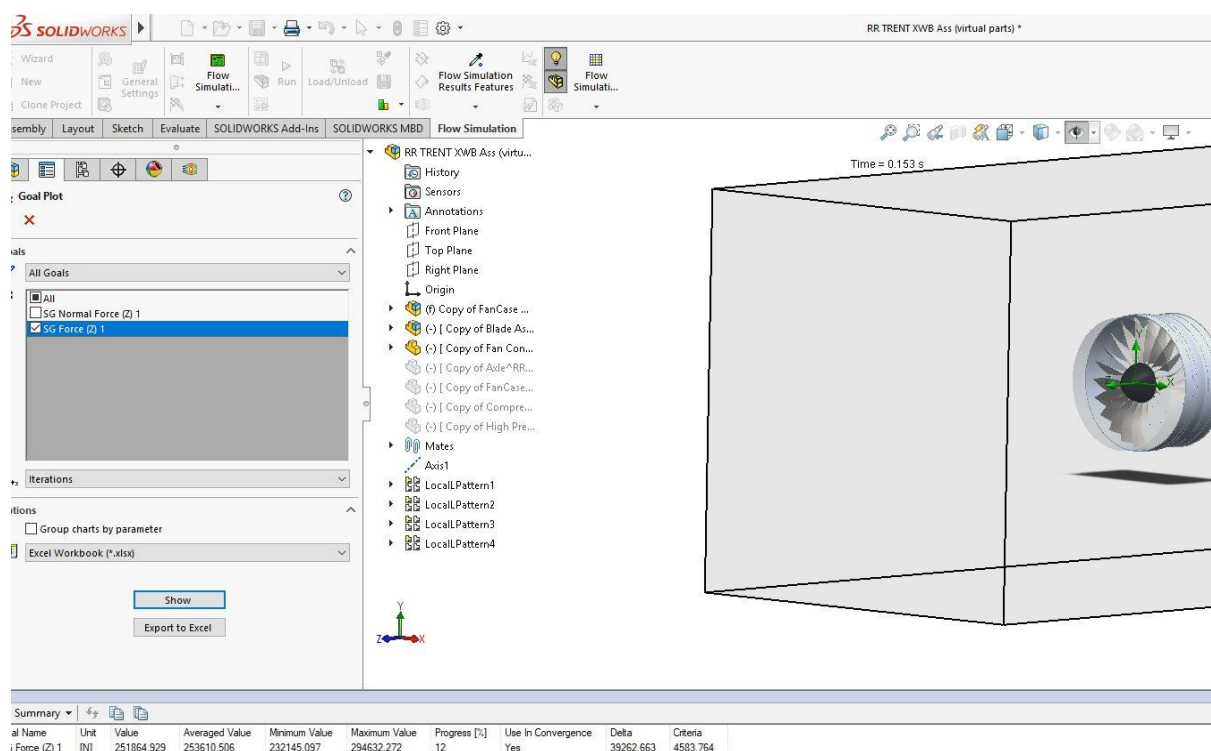 SOLIDWORKS
RR TRENT XWB Ass (virtual parts) *
Wizard
New
Clone Project
General Settings
Flow Simulati...
Run
Load/Unload
Flow Simulation Results Features
Flow Simulati...
sembly
Layout
Sketch
Evaluate
SOLIDWORKS Add-Ins
SOLIDWORKS MBD
Flow Simulation
Goal Plot
als
All Goals
All
SG Normal Force (Z) 1
SG Force (Z) 1
Iterations
tions
Group charts by parameter
Excel Workbook (*.xlsx)
Show
Export to Excel
RR TRENT XWB Ass (virtu...
History
Sensors
Annotations
Front Plane
Top Plane
Right Plane
Origin
(f) Copy of FanCase ...
(-) [ Copy of Blade As...
(-) [ Copy of Fan Con...
(-) [ Copy of Axle^RR...
(-) [ Copy of FanCase...
(-) [ Copy of Compre...
(-) [ Copy of High Pre...
Mates
Axis1
LocalLPattern1
LocalLPattern2
LocalLPattern3
LocalLPattern4
Time = 0.153 s
Y
Z
X
Y
Z
X
Summary
al Name Unit Value Averaged Value Minimum Value Maximum Value Progress [%] Use In Convergence Delta Criteria
Force (Z) 1 [N] 251864.929 253610.506 232145.097 294632.272 12 Yes 39262.663 4583.764